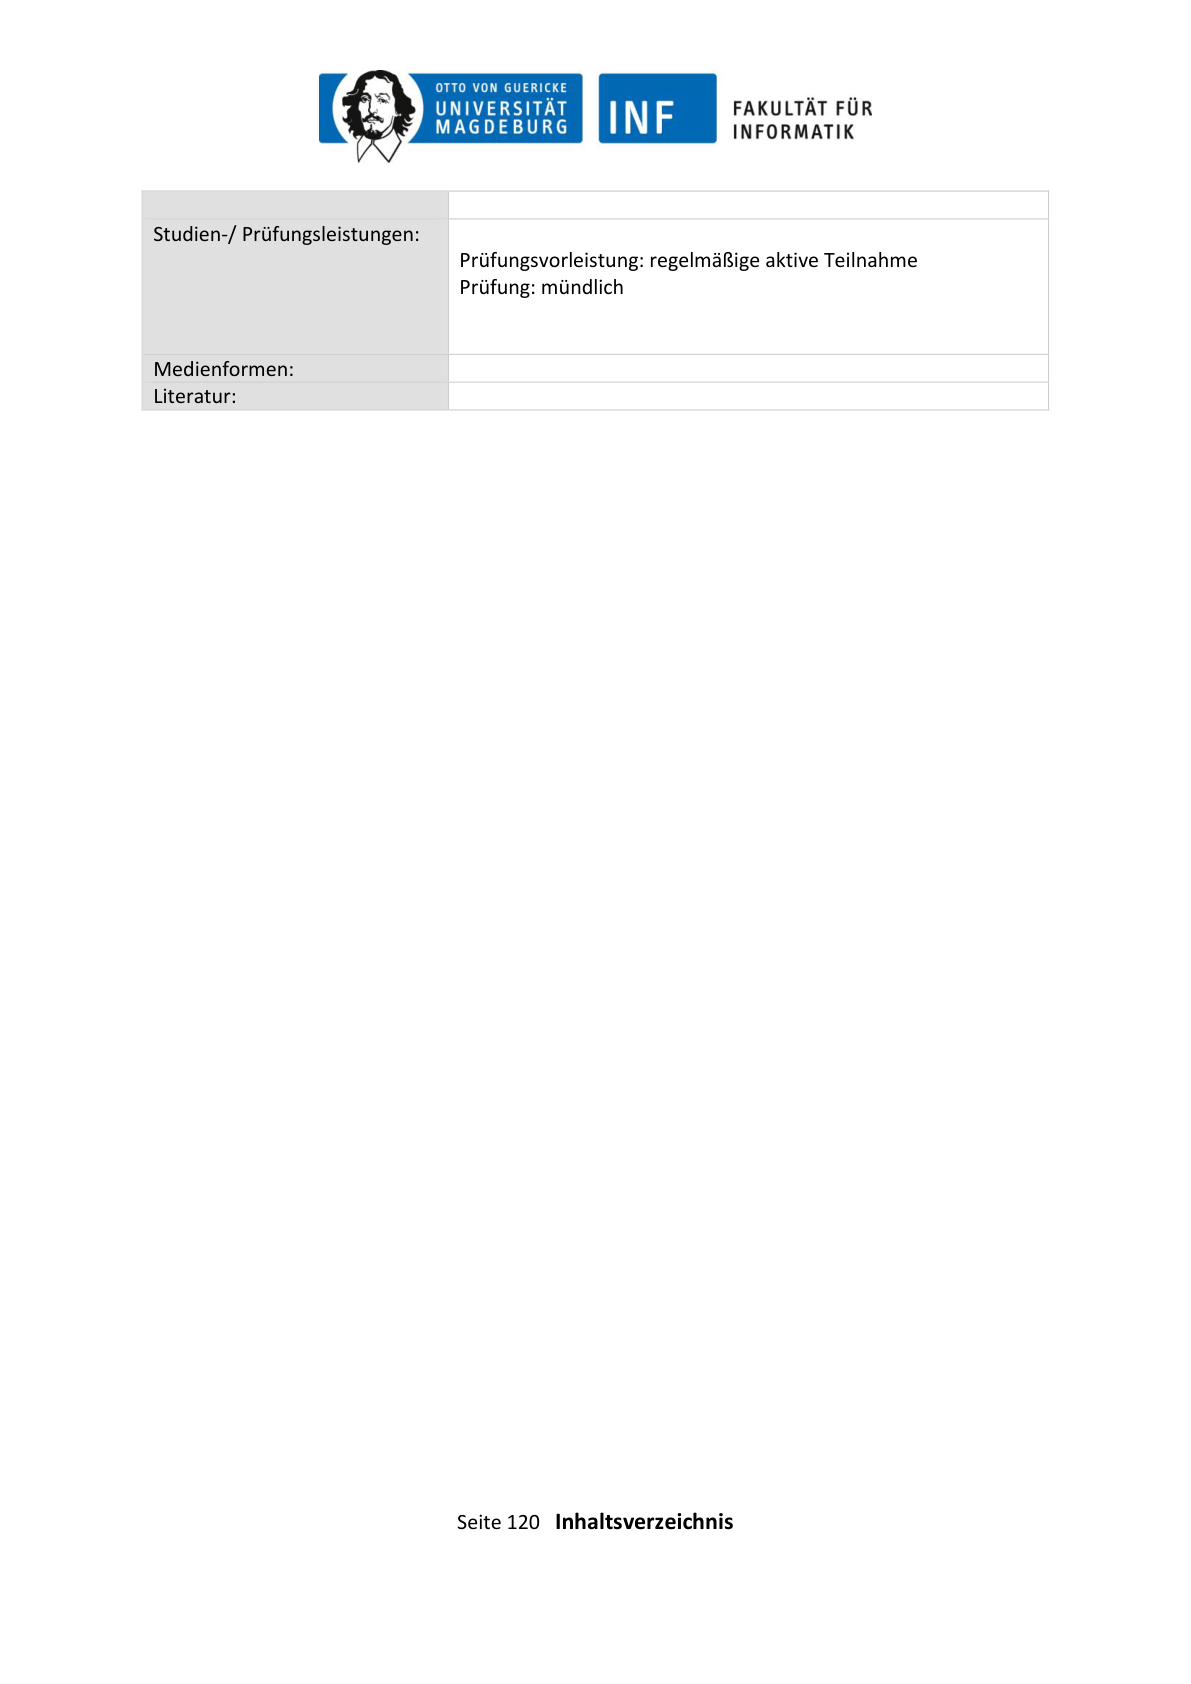 OTTO VON GUERICKE
UNIVERSITÄT
MAGDEBURG
INF
FAKULTÄT FÜR
INFORMATIK
Studien-/ Prüfungsleistungen:
Prüfungsvorleistung: regelmäßige aktive Teilnahme
Prüfung: mündlich
Medienformen:
Literatur:
Seite 120 Inhaltsverzeichnis